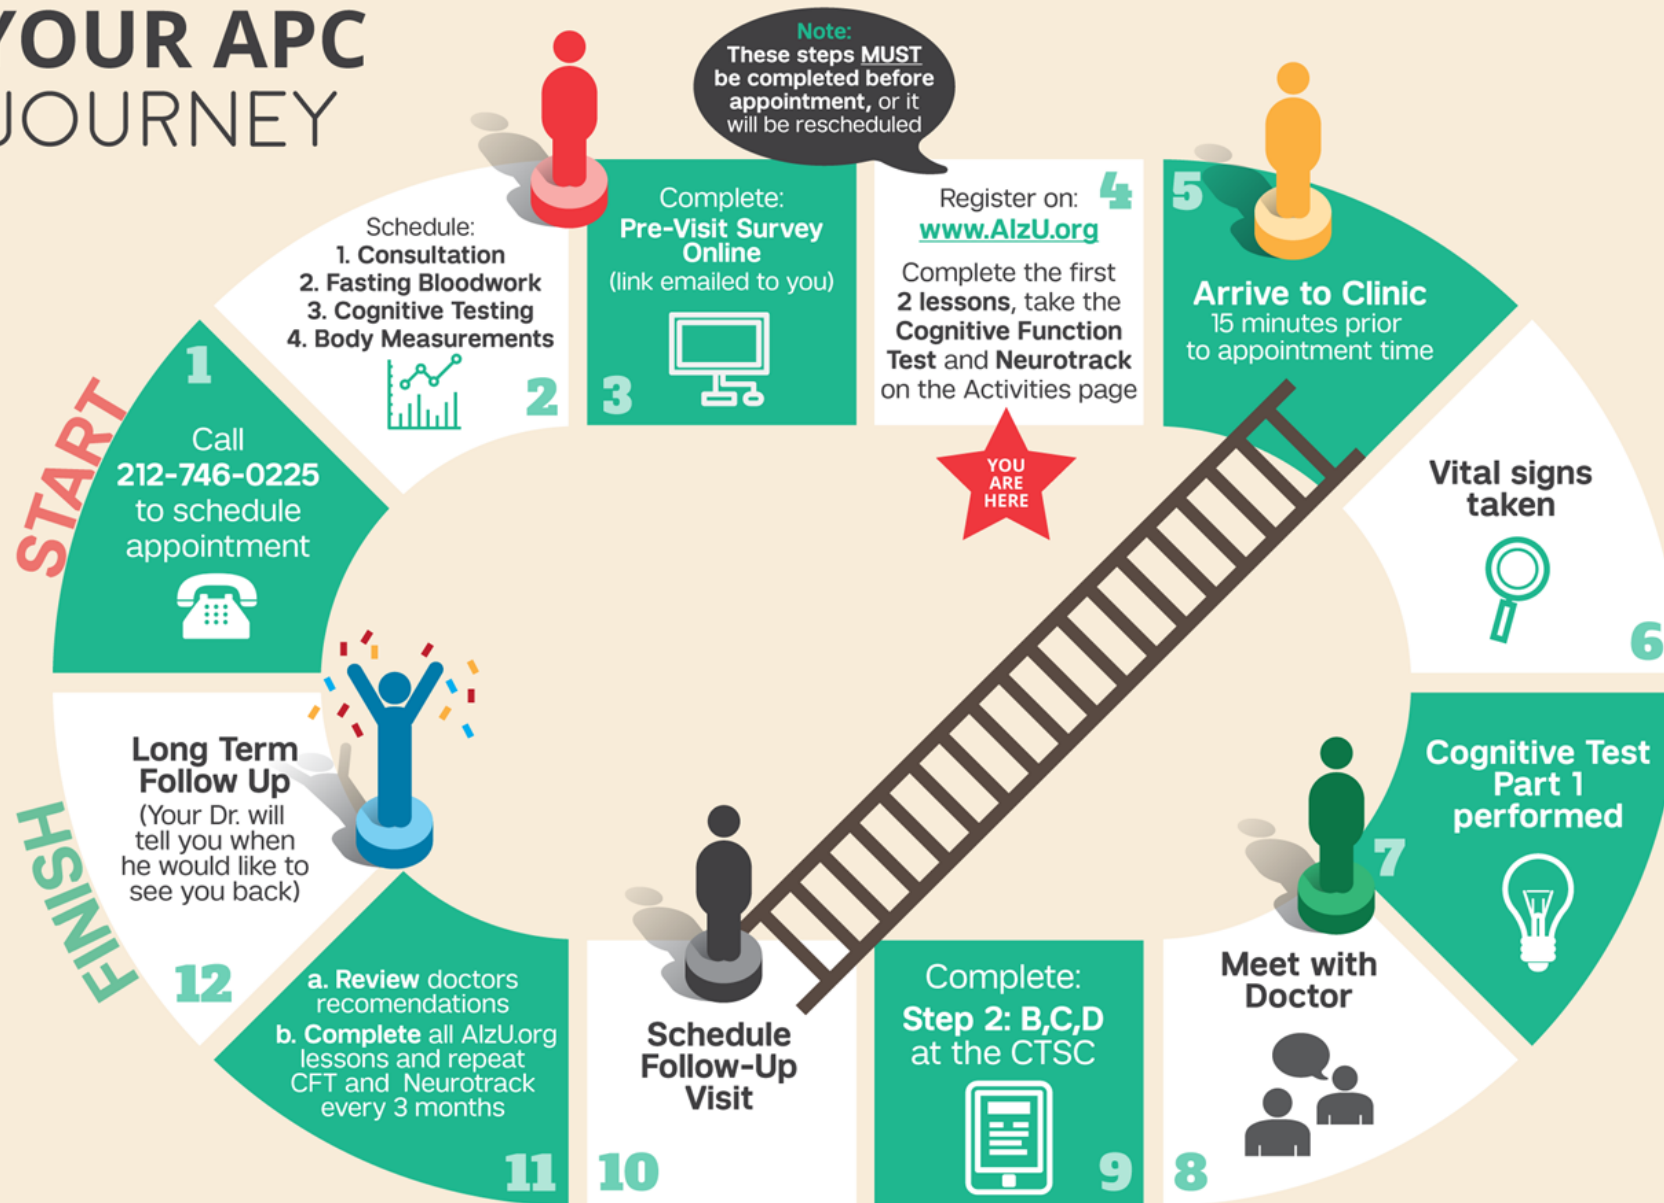 YOUR APC
JOURNEY
Note:
These steps MUST
be completed before
appointment, or it
will be rescheduled
START
1
Call
212-746-0225
to schedule
appointment
Schedule:
1. Consultation
2. Fasting Bloodwork
3. Cognitive Testing
4. Body Measurements
2
Complete:
Pre-Visit Survey
Online
(link emailed to you)
3
4
Register on:
www.AlzU.org
Complete the first
2 lessons, take the
Cognitive Function
Test and Neurotrack
on the Activities page
YOU
ARE
HERE
5
Arrive to Clinic
15 minutes prior
to appointment time
Vital signs
taken
6
Cognitive Test
Part 1
performed
7
Meet with
Doctor
8
Complete:
Step 2: B,C,D
at the CTSC
9
Schedule
Follow-Up
Visit
10
a. Review doctors
recomendations
b. Complete all AlzU.org
lessons and repeat
CFT and Neurotrack
every 3 months
11
Long Term
Follow Up
(Your Dr. will
tell you when
he would like to
see you back)
12
FINISH